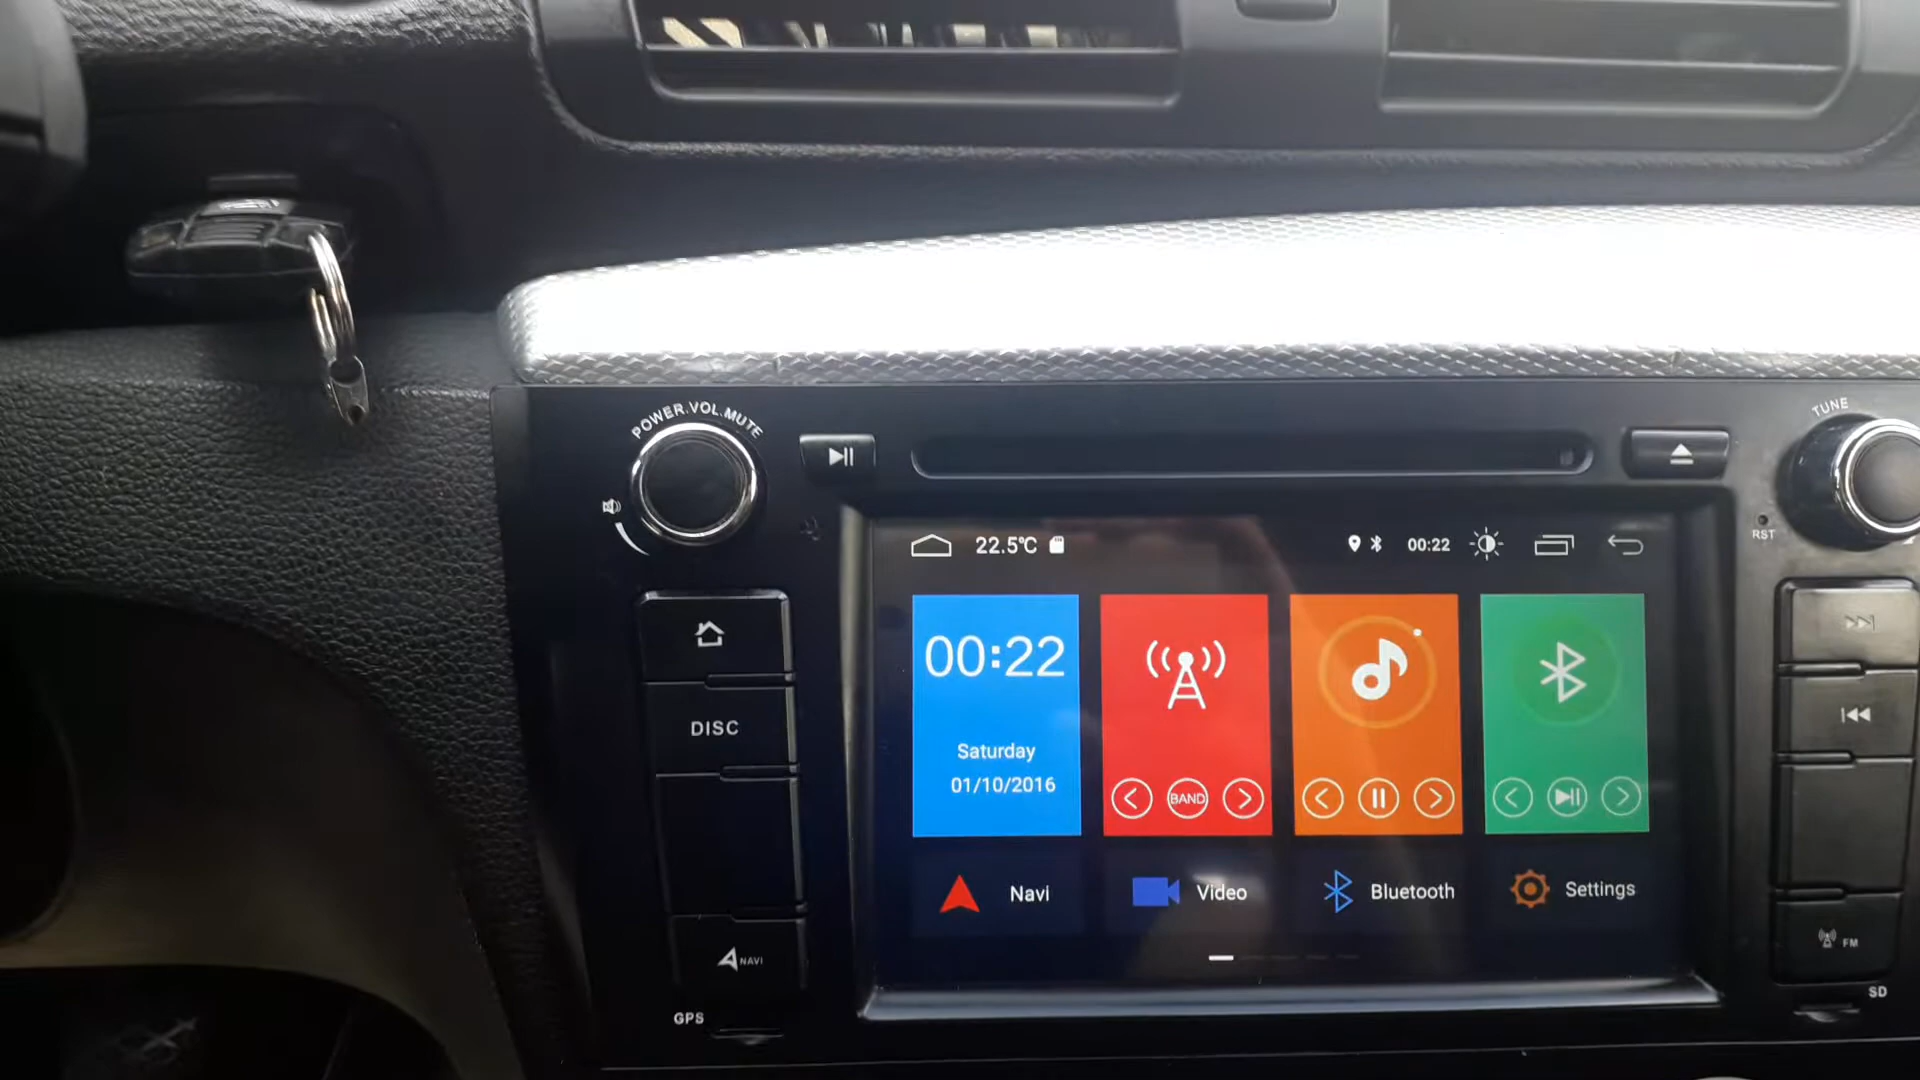 POWER.VOL.MUTE
TUNE
RST
22.5℃
00:22
00:22
Saturday
01/10/2016
BAND
Navi
Video
Bluetooth
Settings
DISC
NAVI
FM
GPS
SD